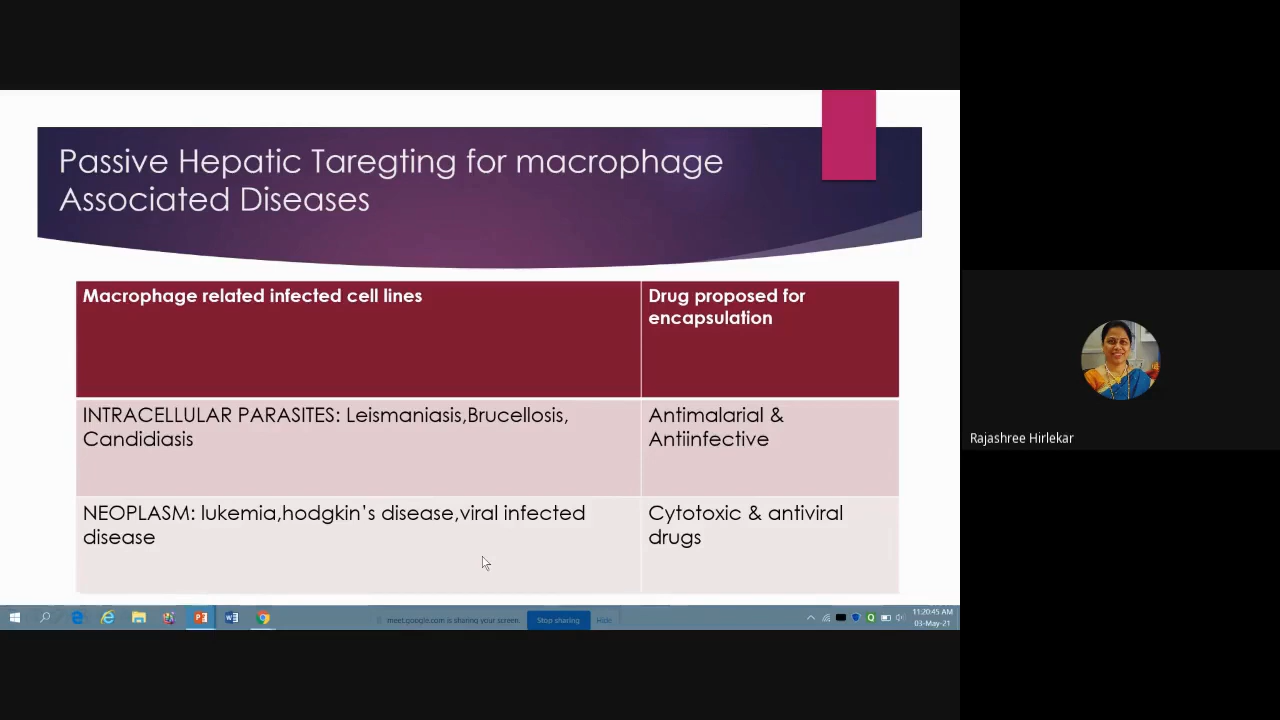 Passive Hepatic Taregting for macrophage
Associated Diseases
Macrophage related infected cell lines
Drug proposed for
encapsulation
INTRACELLULAR PARASITES: Leismaniasis,Brucellosis,
Candidiasis
Antimalarial &
Antiinfective
NEOPLASM: lukemia,hodgkin’s disease,viral infected
disease
Cytotoxic & antiviral
drugs
meet.google.com is sharing your screen.
Stop sharing
Hide
11:20:45 AM
03-May-21
Rajashree Hirlekar